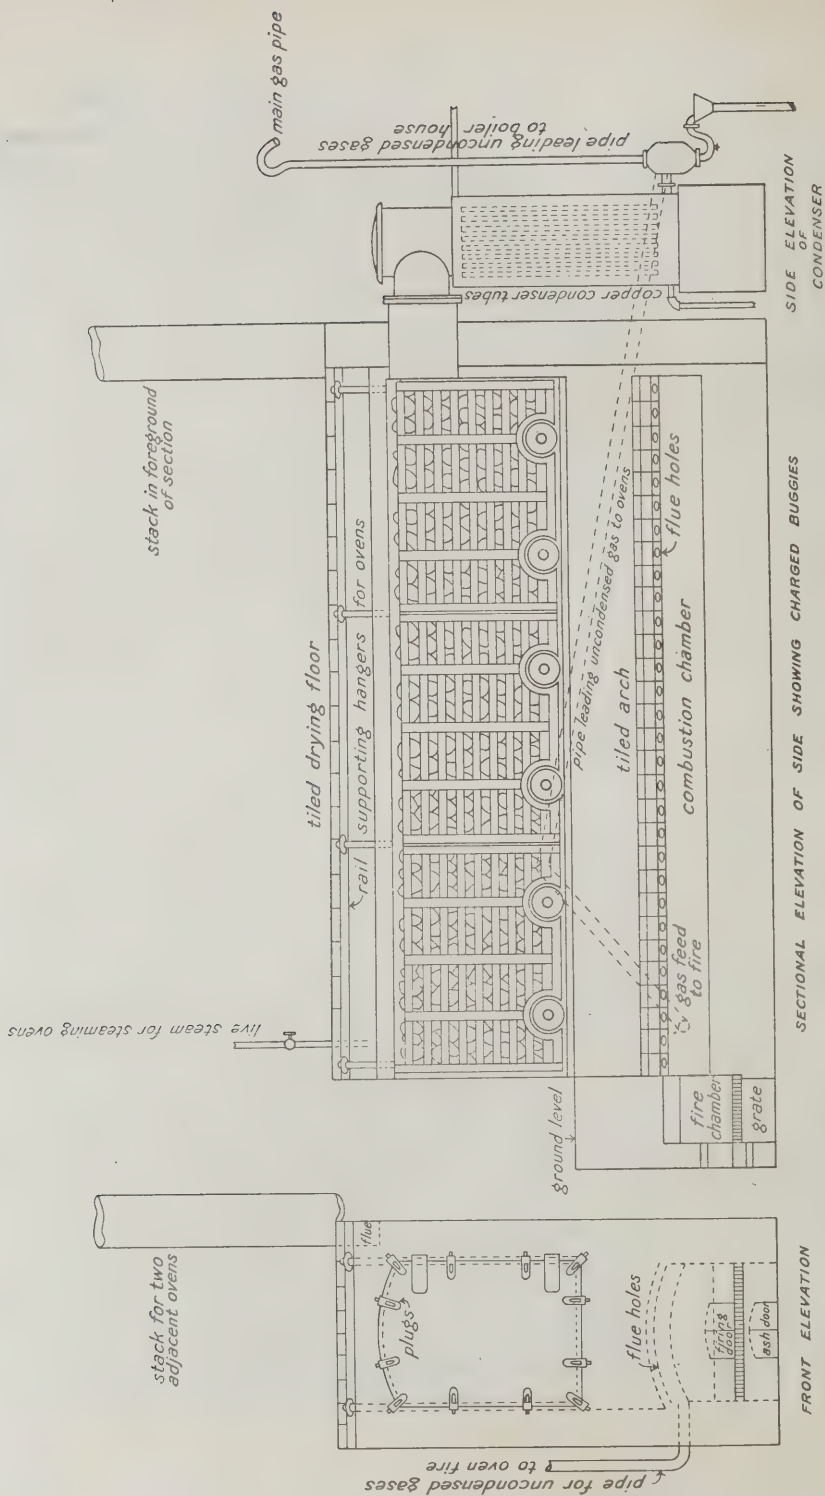 main gas pipe
pipe leading uncondensed gases
to boiler house
copper condenser tubes
SIDE ELEVATION
OF
CONDENSER
stack in foreground
of section
tiled drying floor
rail supporting hangers for ovens
live steam for steaming ovens
pipe leading uncondensed gas to ovens
tiled arch
flue holes
combustion chamber
gas feed
to fire
ground level
fire
chamber
grate
SECTIONAL ELEVATION OF SIDE SHOWING CHARGED BUGGIES
stack for two
adjacent ovens
flue
plugs
flue holes
firing
door
ash door
pipe for uncondensed gases
to oven fire
FRONT ELEVATION